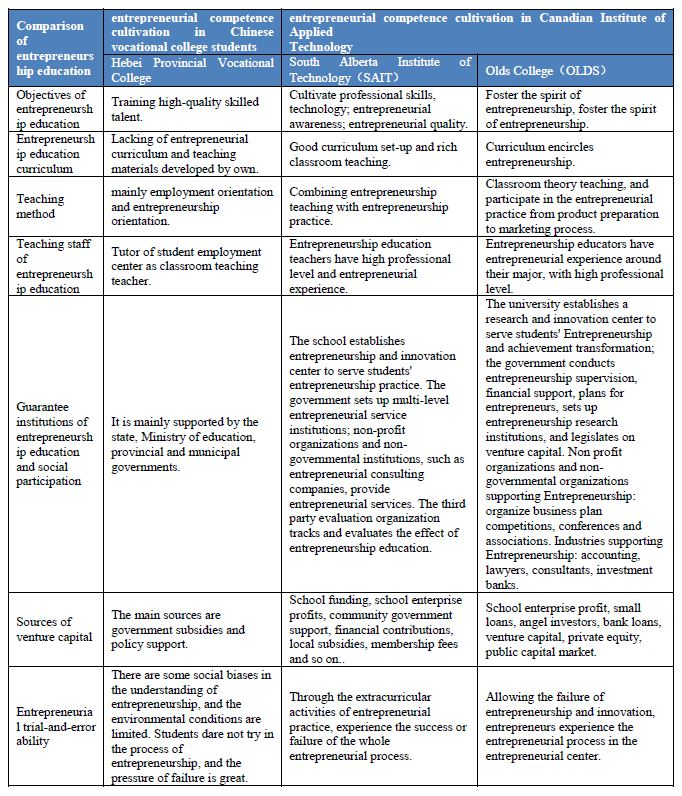 Comparison
of
entrepreneurs
hip education
entrepreneurial competence
cultivation in Chinese
vocational college students
entrepreneurial competence cultivation in Canadian Institute of
Applied
Technology
Hebei Provincial Vocational
College
South Alberta Institute of
Technology（SAIT）
Olds College（OLDS）
Objectives of
entrepreneursh
ip education
Training high-quality skilled
talent.
Cultivate professional skills,
technology; entrepreneurial
awareness; entrepreneurial quality.
Foster the spirit of
entrepreneurship, foster the spirit
of entrepreneurship.
Entrepreneursh
ip education
curriculum
Lacking of entrepreneurial
curriculum and teaching
materials developed by own.
Good curriculum set-up and rich
classroom teaching.
Curriculum encircles
entrepreneurship.
Teaching
method
mainly employment orientation
and entrepreneurship
orientation.
Combining entrepreneurship
teaching with entrepreneurship
practice.
Classroom theory teaching, and
participate in the entrepreneurial
practice from product preparation
to marketing process.
Teaching staff
of
entrepreneursh
ip education
Tutor of student employment
center as classroom teaching
teacher.
Entrepreneurship education
teachers have high professional
level and entrepreneurial
experience.
Entrepreneurship educators have
entrepreneurial experience around
their major, with high professional
level.
Guarantee
institutions of
entrepreneursh
ip education
and social
participation
It is mainly supported by the
state, Ministry of education,
provincial and municipal
governments.
The school establishes
entrepreneurship and innovation
center to serve students'
entrepreneurship practice. The
government sets up multi-level
entrepreneurial service
institutions; non-profit
organizations and non-
governmental institutions, such as
entrepreneurial consulting
companies, provide
entrepreneurial services. The third
party evaluation organization
tracks and evaluates the effect of
entrepreneurship education.
The university establishes a
research and innovation center to
serve students' Entrepreneurship
and achievement transformation;
the government conducts
entrepreneurship supervision,
financial support, plans for
entrepreneurs, sets up
entrepreneurship research
institutions, and legislates on
venture capital. Non profit
organizations and non-
governmental organizations
supporting Entrepreneurship:
organize business plan
competitions, conferences and
associations. Industries supporting
Entrepreneurship: accounting,
lawyers, consultants, investment
banks.
Sources of
venture capital
The main sources are
government subsidies and
policy support.
School funding, school enterprise
profits, community government
support, financial contributions,
local subsidies, membership fees
and so on..
School enterprise profit, small
loans, angel investors, bank loans,
venture capital, private equity,
public capital market.
Entrepreneuria
l trial-and-error
ability
There are some social biases in
the understanding of
entrepreneurship, and the
environmental conditions are
limited. Students dare not try in
the process of
entrepreneurship, and the
pressure of failure is great.
Through the extracurricular
activities of entrepreneurial
practice, experience the success or
failure of the whole
entrepreneurial process.
Allowing the failure of
entrepreneurship and innovation,
entrepreneurs experience the
entrepreneurial process in the
entrepreneurial center.